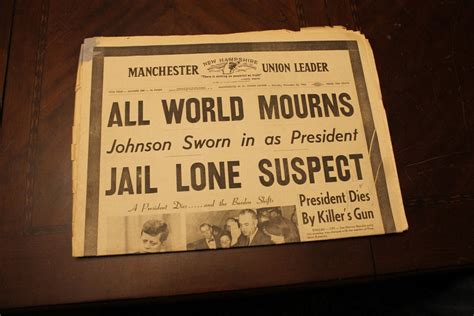 NEW HAMPSHIRE
MANCHESTER UNION LEADER
ALL WORLD MOURNS
Johnson Sworn in as President
JAIL LONE SUSPECT
A President Dies . . . . and the Burden Shifts
President Dies
By Killer's Gun